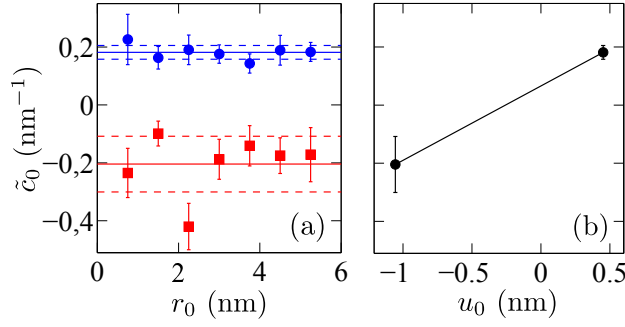 0,2
0
−0,2
−0,4
c̃₀ (nm⁻¹)
(a)
(b)
0 2 4 6
−1 −0.5 0 0.5
r₀ (nm)
u₀ (nm)